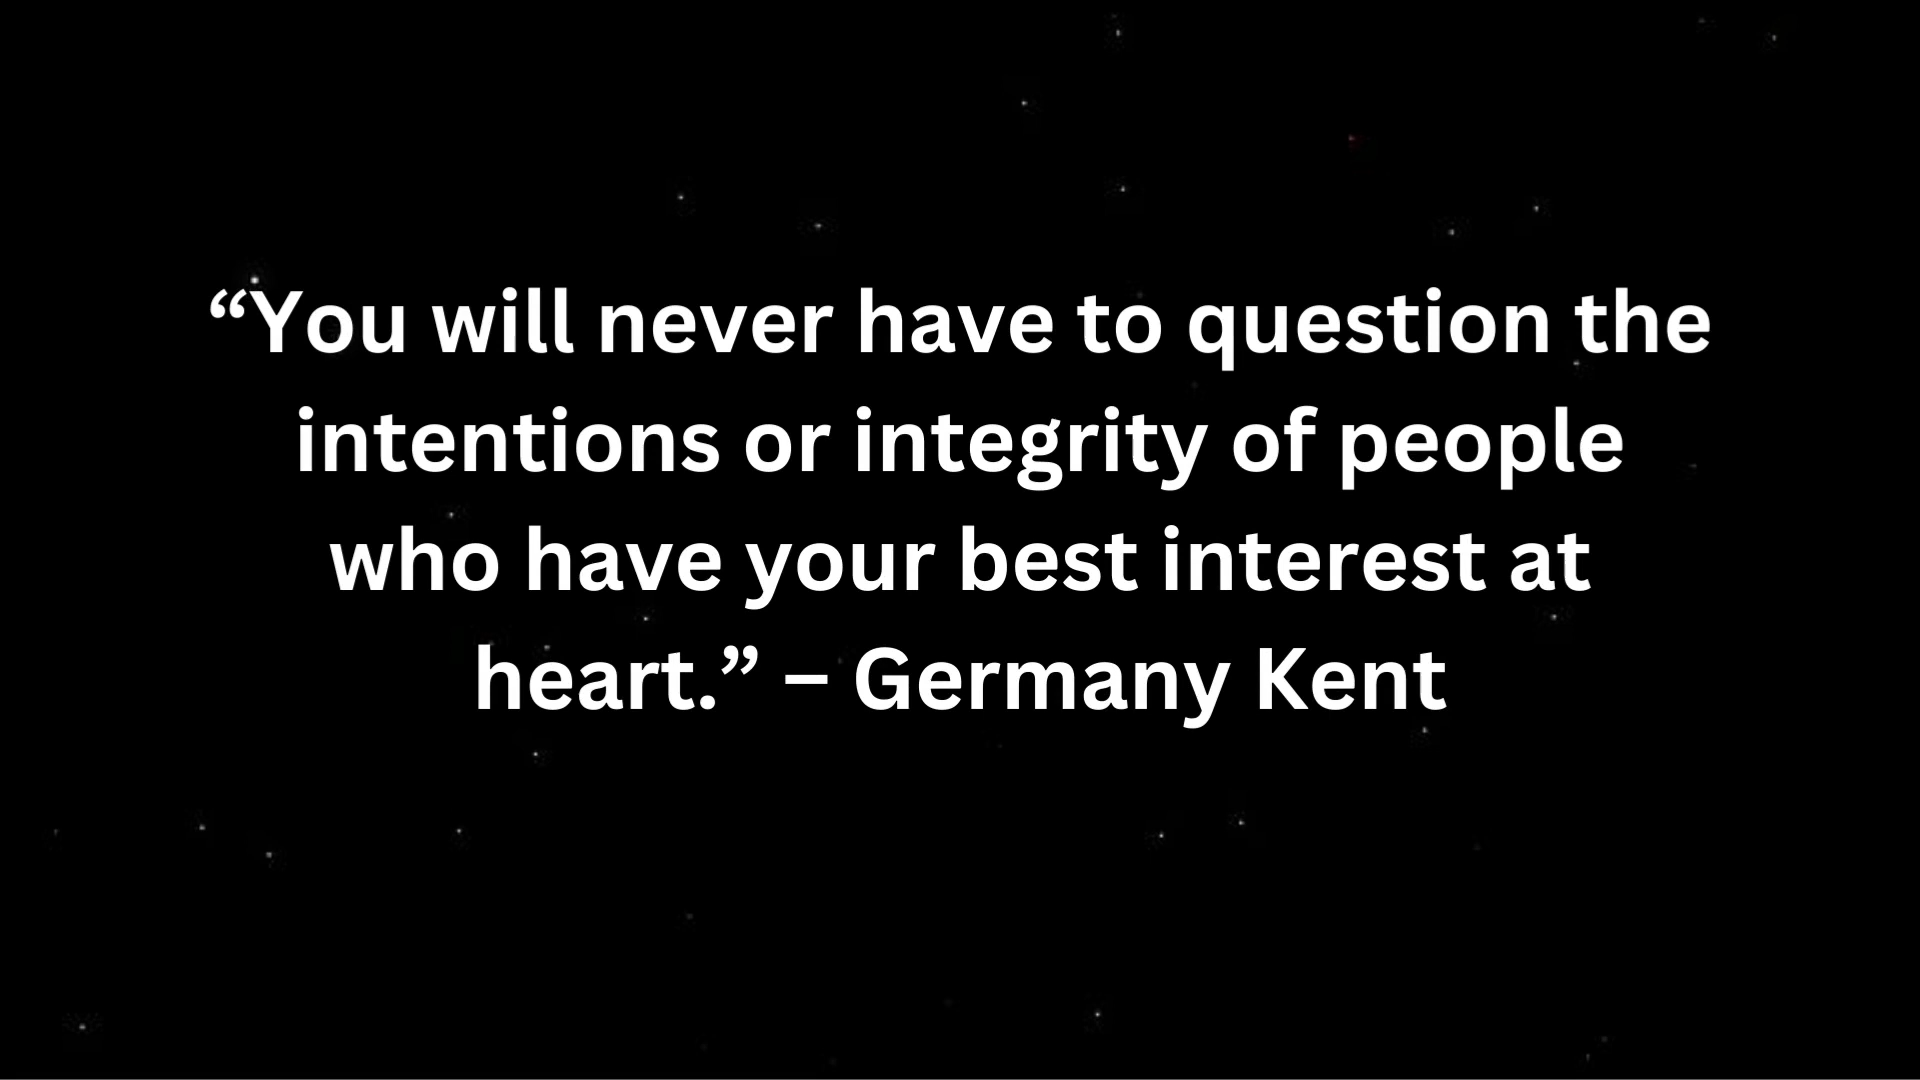 “You will never have to question the
intentions or integrity of people
who have your best interest at
heart.” – Germany Kent